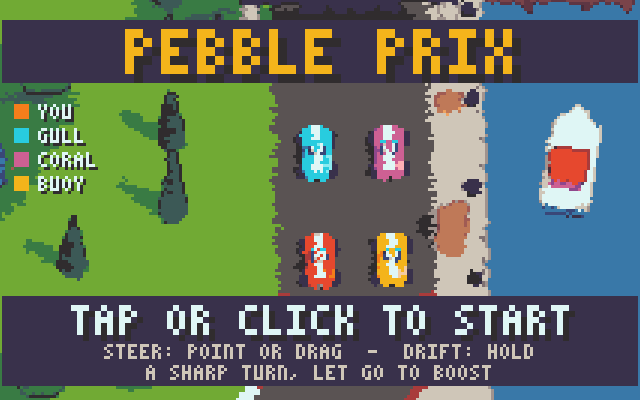 PEBBLE PRIX
YOU
GULL
CORAL
BUOY
TAP OR CLICK TO START
STEER: POINT OR DRAG - DRIFT: HOLD
A SHARP TURN, LET GO TO BOOST